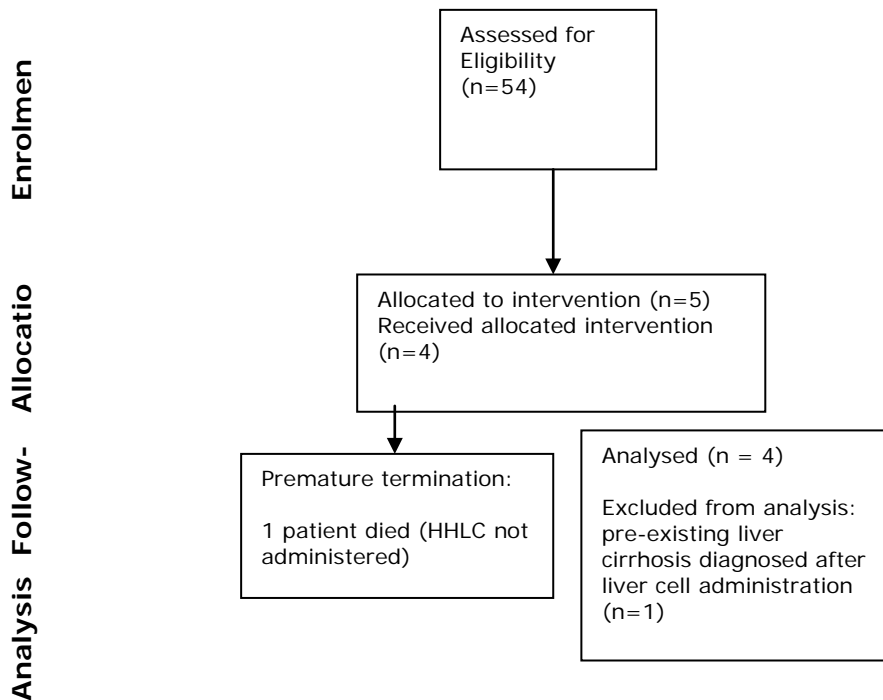 Enrolmen
Assessed for
Eligibility
(n=54)
Allocatio
Allocated to intervention (n=5)
Received allocated intervention
(n=4)
Follow-
Premature termination:
1 patient died (HHLC not
administered)
Analysis
Analysed (n = 4)
Excluded from analysis:
pre-existing liver
cirrhosis diagnosed after
liver cell administration
(n=1)